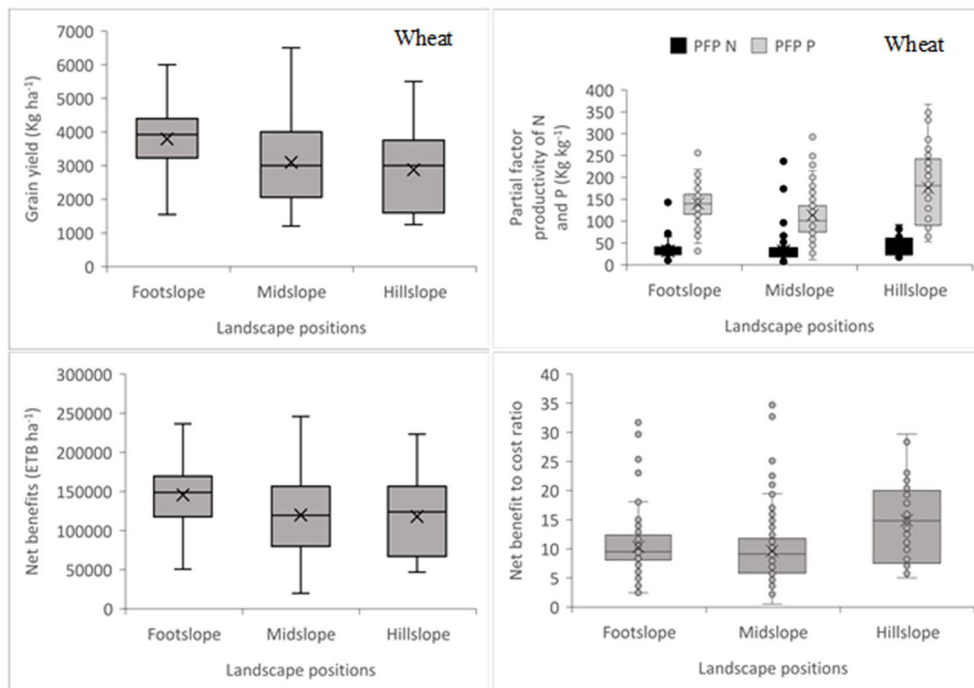 Wheat
Grain yield (Kg ha⁻¹)
7000
6000
5000
4000
3000
2000
1000
0
Footslope Midslope Hillslope
Landscape positions
PFP N PFP P
Wheat
Partial factor
productivity of N
and P (Kg kg⁻¹)
400
350
300
250
200
150
100
50
0
Footslope Midslope Hillslope
Landscape positions
Net benefits (ETB ha⁻¹)
300000
250000
200000
150000
100000
50000
0
Footslope Midslope Hillslope
Landscape positions
Net benefit to cost ratio
40
35
30
25
20
15
10
5
0
Footslope Midslope Hillslope
Landscape positions